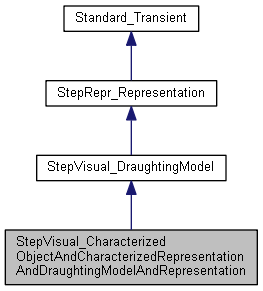 Standard_Transient
StepRepr_Representation
StepVisual_DraughtingModel
StepVisual_Characterized
ObjectAndCharacterizedRepresentation
AndDraughtingModelAndRepresentation